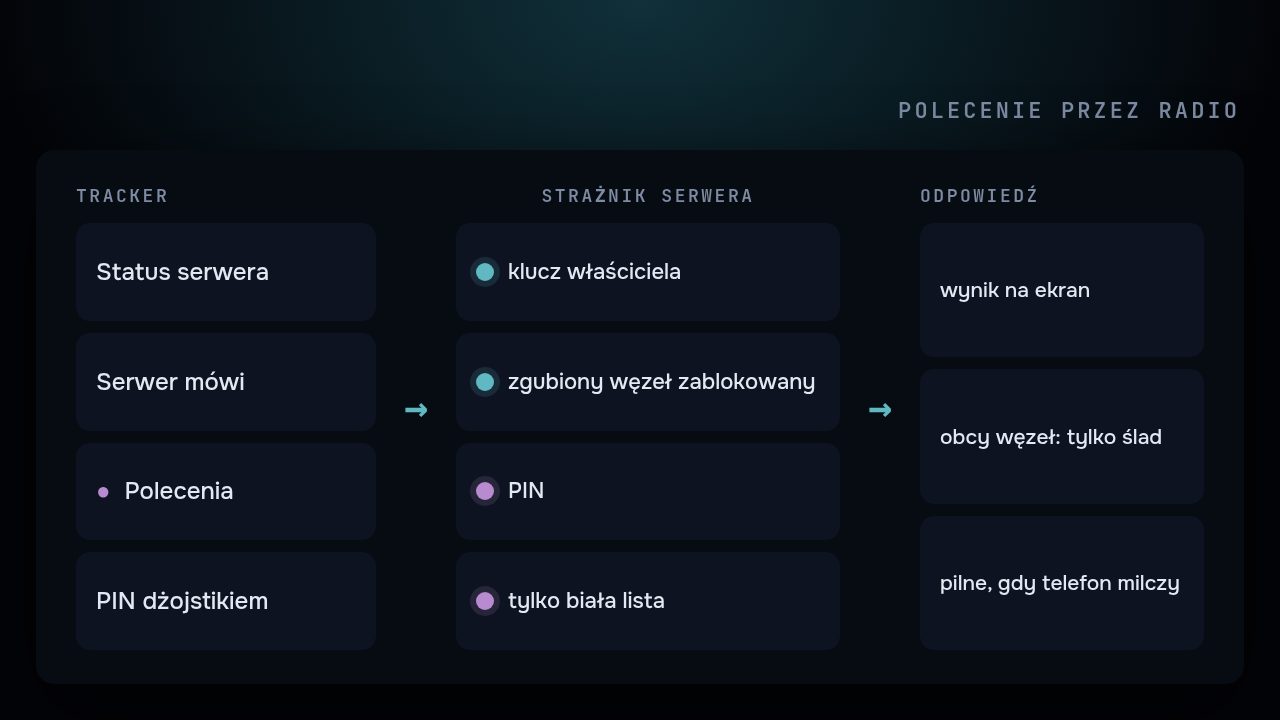 POLECENIE PRZEZ RADIO
TRACKER
Status serwera
Serwer mówi
Polecenia
PIN dżojstikiem
→
STRAŻNIK SERWERA
klucz właściciela
zgubiony węzeł zablokowany
PIN
tylko biała lista
→
ODPOWIEDŹ
wynik na ekran
obcy węzeł: tylko ślad
pilne, gdy telefon milczy